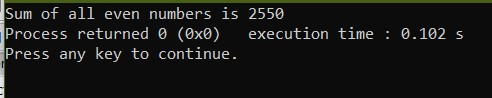 Sum of all even numbers is 2550
Process returned 0 (0x0)   execution time : 0.102 s
Press any key to continue.